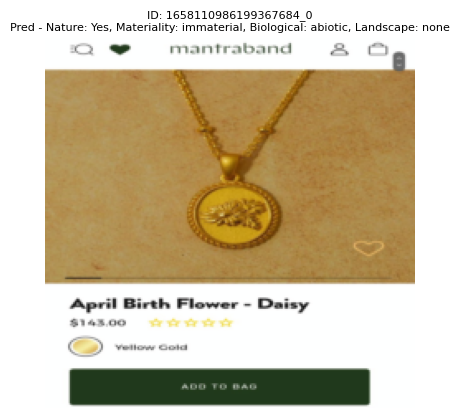 ID: 1658110986199367684_0
Pred - Nature: Yes, Materiality: immaterial, Biological: abiotic, Landscape: none
mantraband
April Birth Flower - Daisy
$143.00
Yellow Gold
ADD TO BAG